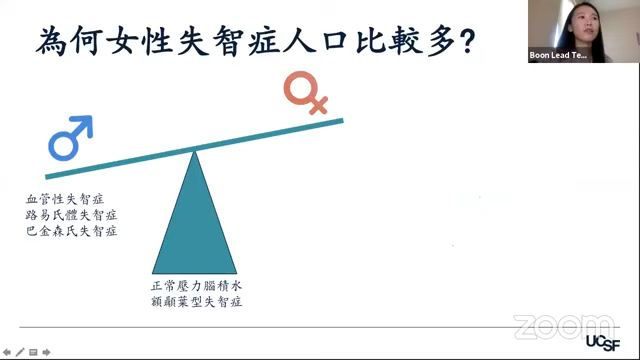 為何女性失智症人口比較多?
Boon Lead Te...
血管性失智症
路易氏體失智症
巴金森氏失智症
正常壓力腦積水
額顳葉型失智症
zoom
UCSF